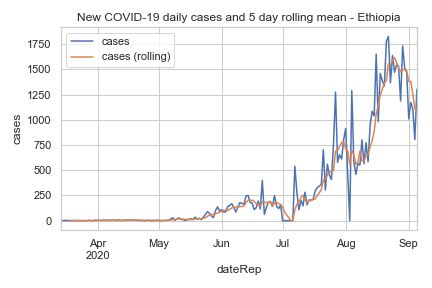 New COVID-19 daily cases and 5 day rolling mean - Ethiopia
cases
cases (rolling)
1750
1500
1250
1000
750
500
250
0
cases
Apr
2020
May
Jun
Jul
Aug
Sep
dateRep